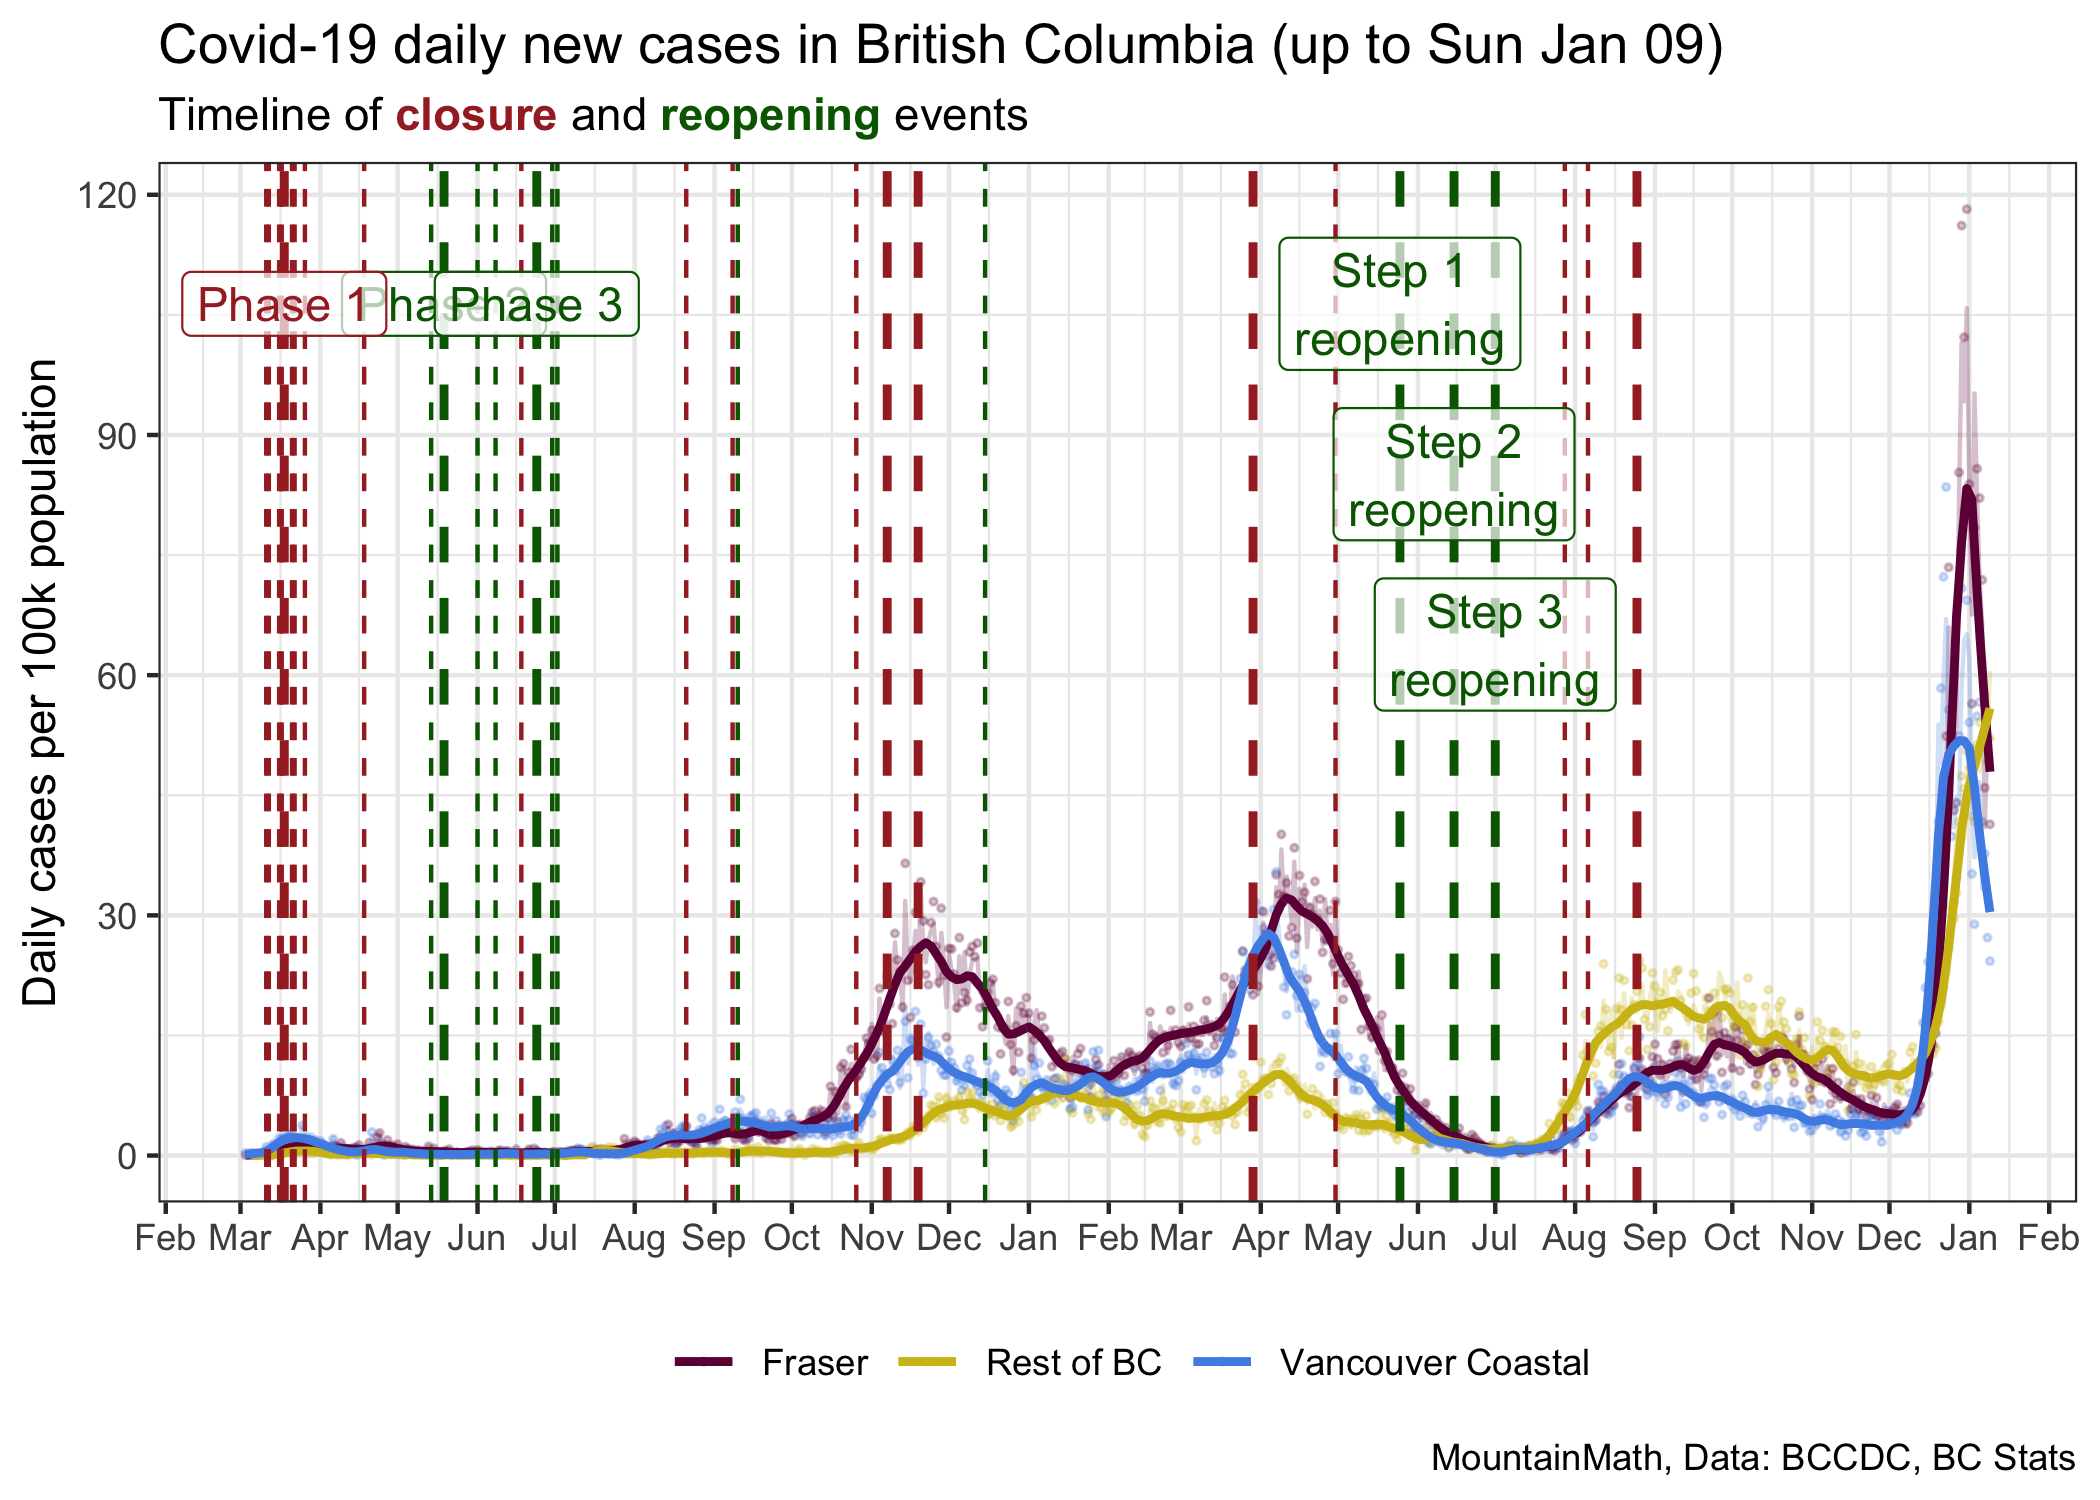 Covid-19 daily new cases in British Columbia (up to Sun Jan 09)
Timeline of closure and reopening events
Daily cases per 100k population
120
90
60
30
0
Phase 1
Phase 2
Phase 3
Step 1
reopening
Step 2
reopening
Step 3
reopening
Feb Mar Apr May Jun Jul Aug Sep Oct Nov Dec Jan Feb Mar Apr May Jun Jul Aug Sep Oct Nov Dec Jan Feb
Fraser Rest of BC Vancouver Coastal
MountainMath, Data: BCCDC, BC Stats